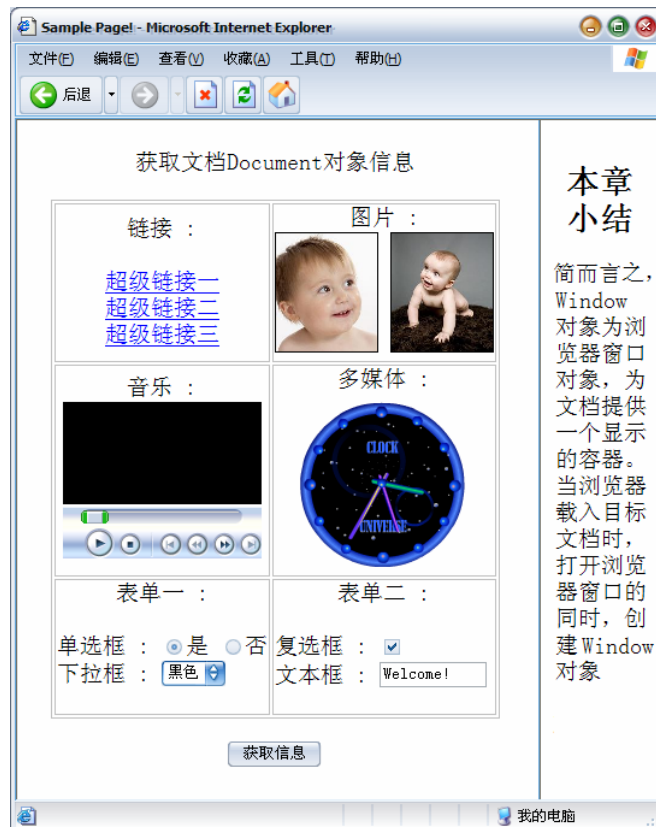 Sample Page! - Microsoft Internet Explorer
文件(F) 编辑(E) 查看(V) 收藏(A) 工具(T) 帮助(H)
后退
获取文档Document对象信息
链接 :
超级链接一
超级链接二
超级链接三
图片 :
音乐 :
多媒体 :
CLOCK
UNIVERSE
表单一 :
单选框 : 是 否
下拉框 : 黑色
表单二 :
复选框 :
文本框 : Welcome!
获取信息
本章
小结
简而言之，
Window
对象为浏
览器窗口
对象，为
文档提供
一个显示
的容器。
当浏览器
载入目标
文档时，
打开浏览
器窗口的
同时，创
建Window
对象
我的电脑